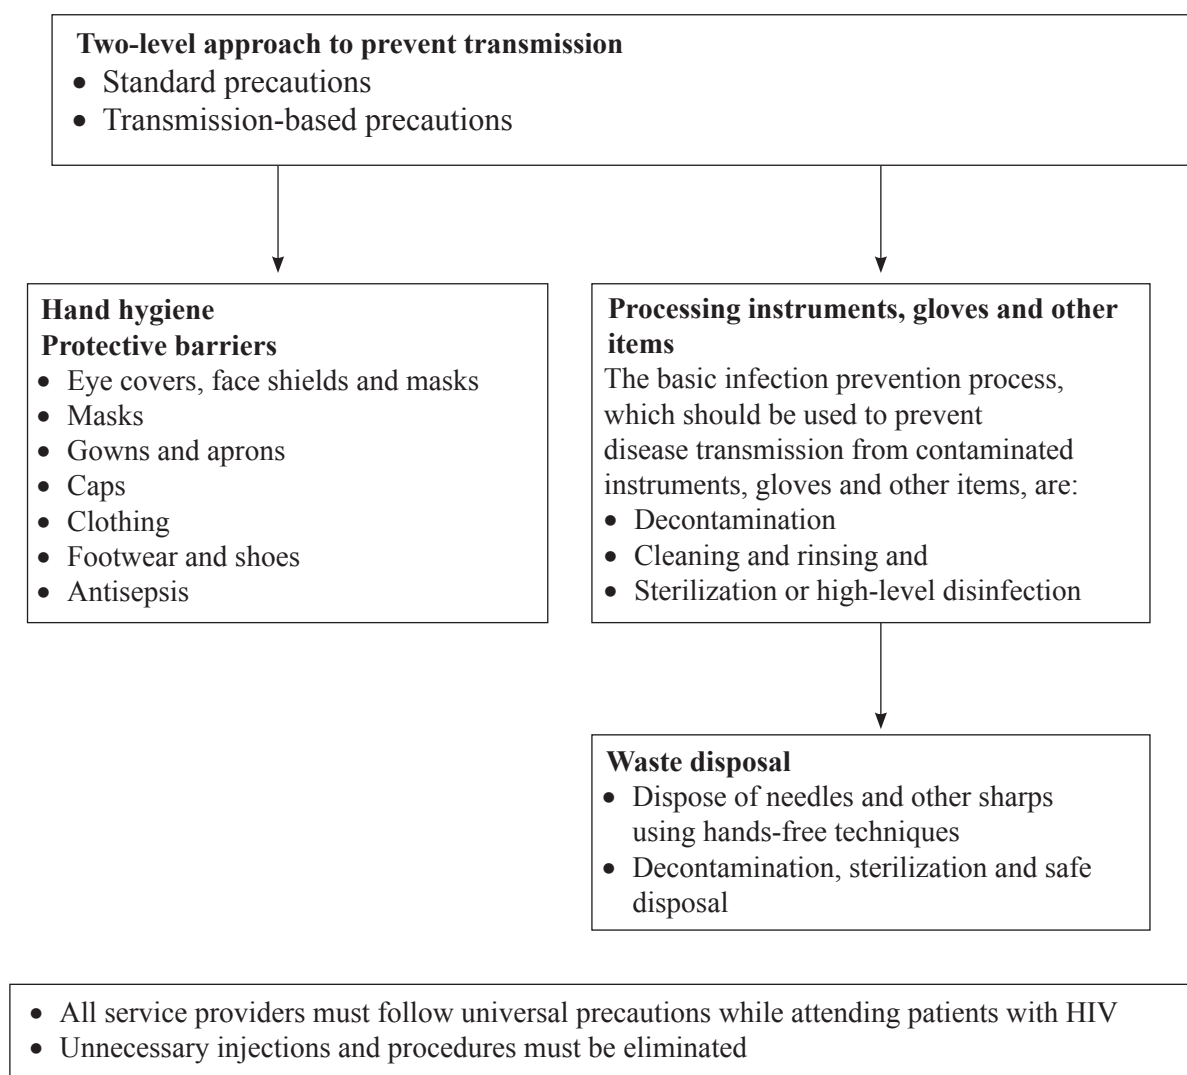 Two-level approach to prevent transmission
• Standard precautions
• Transmission-based precautions
Hand hygiene
Protective barriers
• Eye covers, face shields and masks
• Masks
• Gowns and aprons
• Caps
• Clothing
• Footwear and shoes
• Antisepsis
Processing instruments, gloves and other
items
The basic infection prevention process,
which should be used to prevent
disease transmission from contaminated
instruments, gloves and other items, are:
• Decontamination
• Cleaning and rinsing and
• Sterilization or high-level disinfection
Waste disposal
• Dispose of needles and other sharps
using hands-free techniques
• Decontamination, sterilization and safe
disposal
• All service providers must follow universal precautions while attending patients with HIV
• Unnecessary injections and procedures must be eliminated